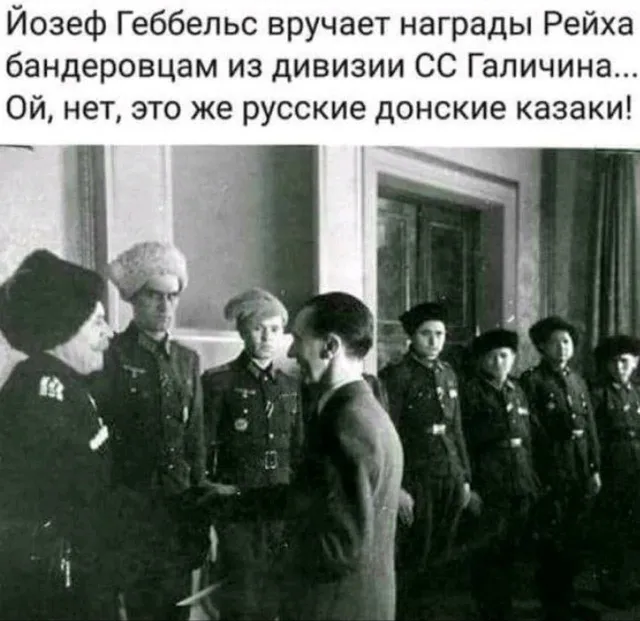 Йозеф Геббельс вручает награды Рейха
бандеровцам из дивизии СС Галичина...
Ой, нет, это же русские донские казаки!